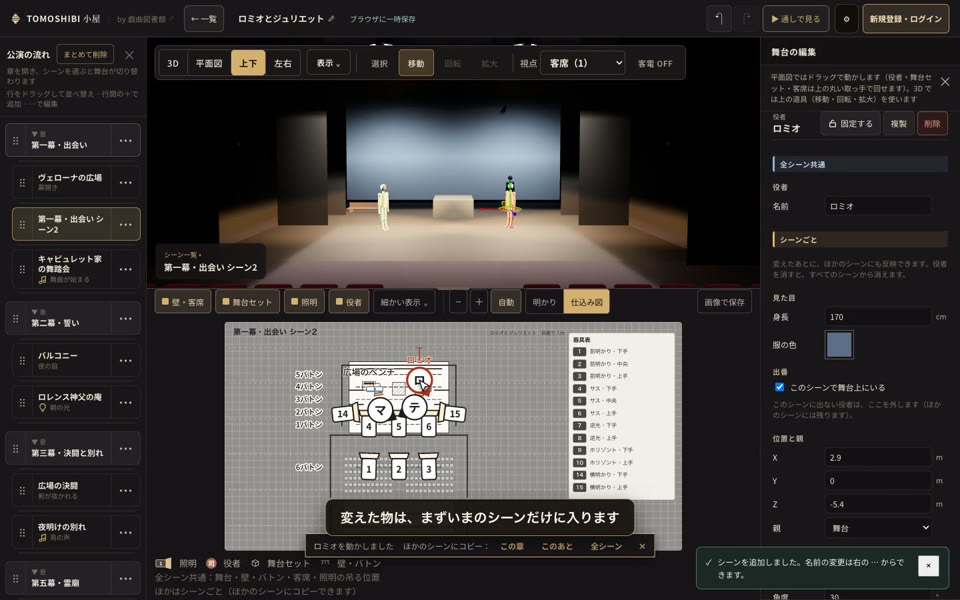 TOMOSHIBI 小屋
by 戯曲図書館
← 一覧
ロミオとジュリエット
ブラウザに一時保存
▶ 通しで見る
新規登録・ログイン
公演の流れ
まとめて削除
章を開き、シーンを選ぶと舞台が切り替わります
行をドラッグして並べ替え・行間の＋で追加・…で編集
▼ 章
第一幕・出会い
ヴェローナの広場
幕開き
第一幕・出会い シーン2
キャピュレット家の舞踏会
舞曲が始まる
▼ 章
第二幕・誓い
バルコニー
夜の庭
ロレンス神父の庵
朝の光
▼ 章
第三幕・決闘と別れ
広場の決闘
剣が抜かれる
夜明けの別れ
鳥の声
▼ 章
第五幕・霊廟
3D
平面図
上下
左右
表示
選択
移動
回転
拡大
視点
客席（1）
客電 OFF
シーン一覧
第一幕・出会い シーン2
壁・客席
舞台セット
照明
役者
細かい表示
−
＋
自動
明かり
仕込み図
画像で保存
第一幕・出会い シーン2
器具表
1 前明かり・下手
2 前明かり・中央
3 前明かり・上手
4 サス・下手
5 サス・中央
6 サス・上手
7 逆光・下手
8 逆光・上手
9 ホリゾント・下手
10 ホリゾント・上手
14 横明かり・下手
15 横明かり・上手
ロミオ
広場のベンチ
5バトン
4バトン
3バトン
2バトン
1バトン
6バトン
ロ
マ
テ
14
4
5
6
15
1
2
3
変えた物は、まずいまのシーンだけに入ります
ロミオを動かしました
ほかのシーンにコピー：
この章
このあと
全シーン
×
照明
役者
舞台セット
壁・バトン
全シーン共通：舞台・壁・バトン・客席・照明の吊る位置
ほかはシーンごと（ほかのシーンにコピーできます）
舞台の編集
平面図ではドラッグで動かします（役者・舞台セット・客席は上の丸い取っ手で回せます）。3D では上の道具（移動・回転・拡大）を使います
役者
ロミオ
固定する
複製
削除
全シーン共通
役者
名前
ロミオ
シーンごと
変えたあとに、ほかのシーンにも反映できます。役者を消すと、すべてのシーンから消えます。
見た目
身長
170
cm
服の色
出番
このシーンで舞台上にいる
このシーンに出ない役者は、ここを外します（ほかのシーンには残ります）。
位置と親
X
2.9
m
Y
0
m
Z
-5.4
m
親
舞台
✓ シーンを追加しました。名前の変更は右の … からできます。
×
角度
30